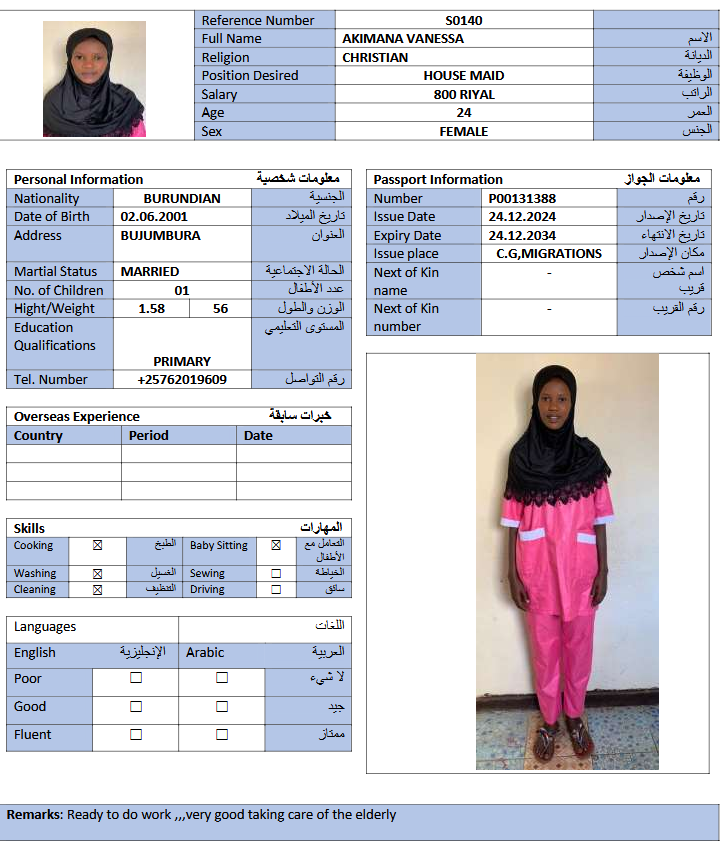 Reference Number S0140
Full Name AKIMANA VANESSA الاسم
Religion CHRISTIAN الديانة
Position Desired HOUSE MAID الوظيفة
Salary 800 RIYAL الراتب
Age 24 العمر
Sex FEMALE الجنس
Personal Information معلومات شخصية
Nationality BURUNDIAN الجنسية
Date of Birth 02.06.2001 تاريخ الميلاد
Address BUJUMBURA العنوان
Martial Status MARRIED الحالة الاجتماعية
No. of Children 01 عدد الأطفال
Hight/Weight 1.58 56 الوزن والطول
Education المستوى التعليمي
Qualifications
PRIMARY
Tel. Number +25762019609 رقم التواصل
Passport Information معلومات الجواز
Number P00131388 رقم
Issue Date 24.12.2024 تاريخ الإصدار
Expiry Date 24.12.2034 تاريخ الانتهاء
Issue place C.G,MIGRATIONS مكان الإصدار
Next of Kin - اسم شخص
name قريب
Next of Kin - رقم القريب
number
Overseas Experience خبرات سابقة
Country Period Date
Skills المهارات
Cooking ☒ الطبخ Baby Sitting ☒ التعامل مع
الأطفال
Washing ☒ الغسيل Sewing ☐ الخياطة
Cleaning ☒ التنظيف Driving ☐ سائق
Languages اللغات
English الإنجليزية Arabic العربية
Poor ☐ ☐ لا شيء
Good ☐ ☐ جيد
Fluent ☐ ☐ ممتاز
Remarks: Ready to do work ,,,very good taking care of the elderly